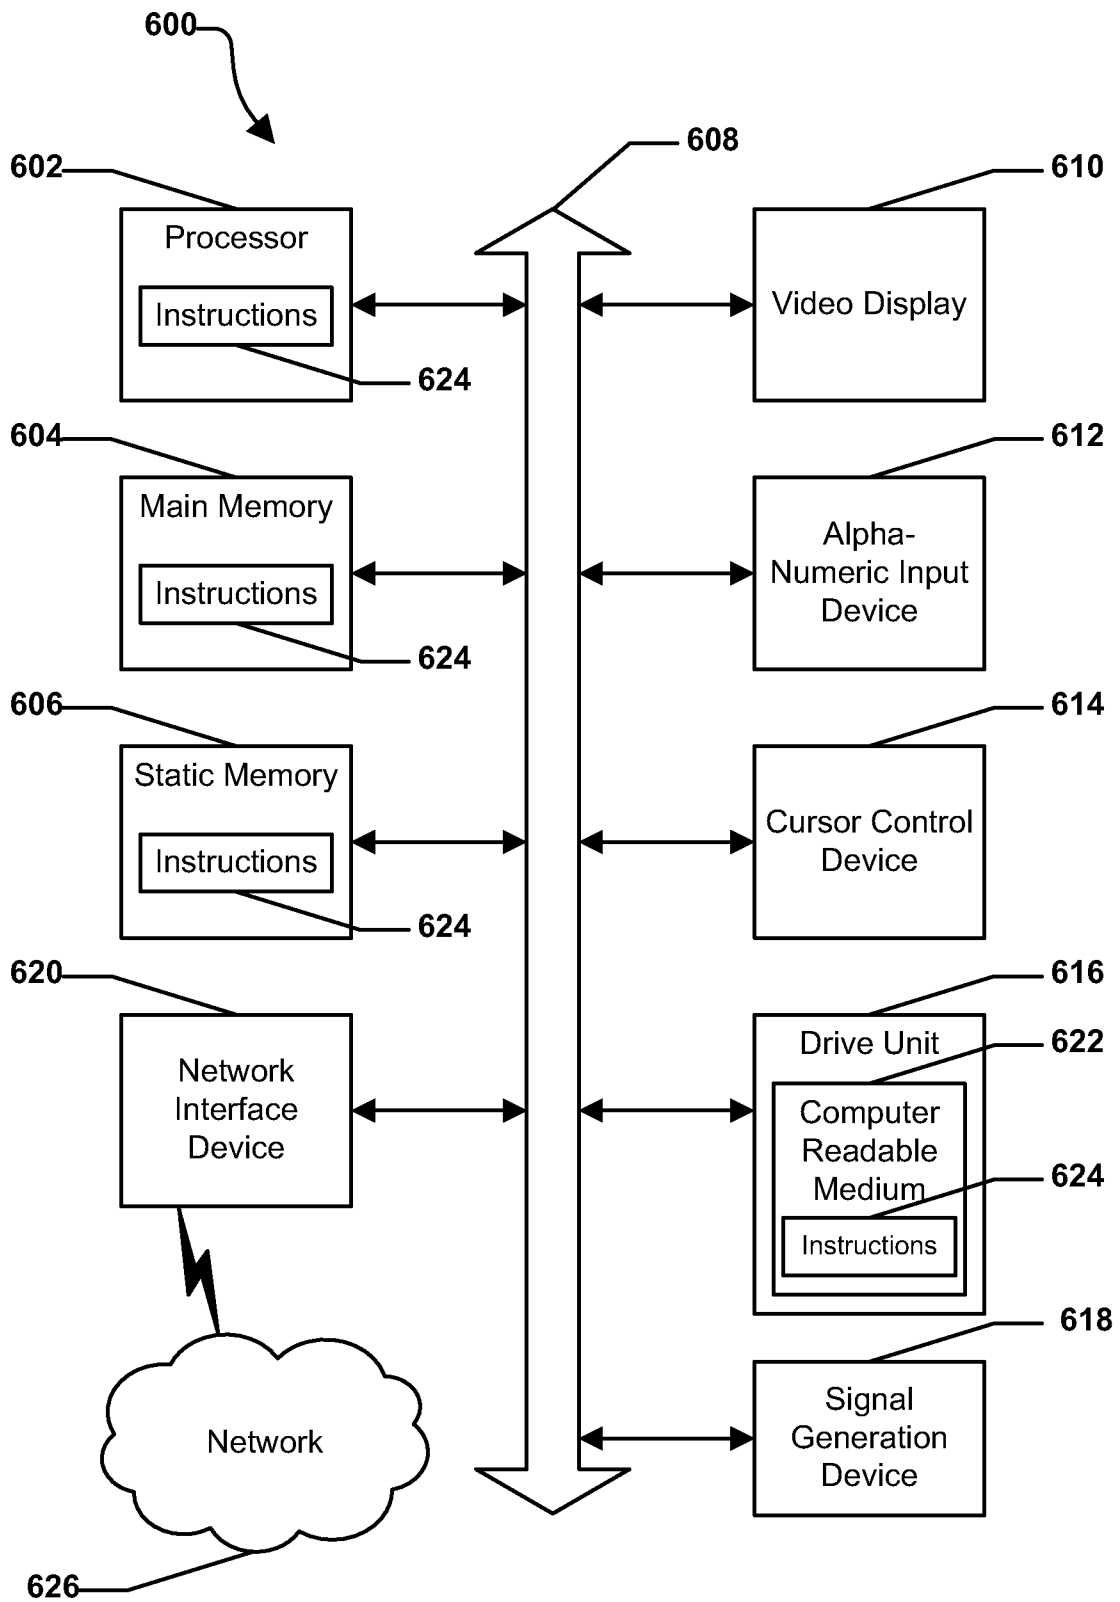 600
608
602
610
Processor
Instructions
624
Video Display
604
612
Main Memory
Instructions
624
Alpha-
Numeric Input
Device
606
614
Static Memory
Instructions
624
Cursor Control
Device
620
616
Network
Interface
Device
Drive Unit
622
Computer
Readable
Medium
624
Instructions
618
Signal
Generation
Device
Network
626